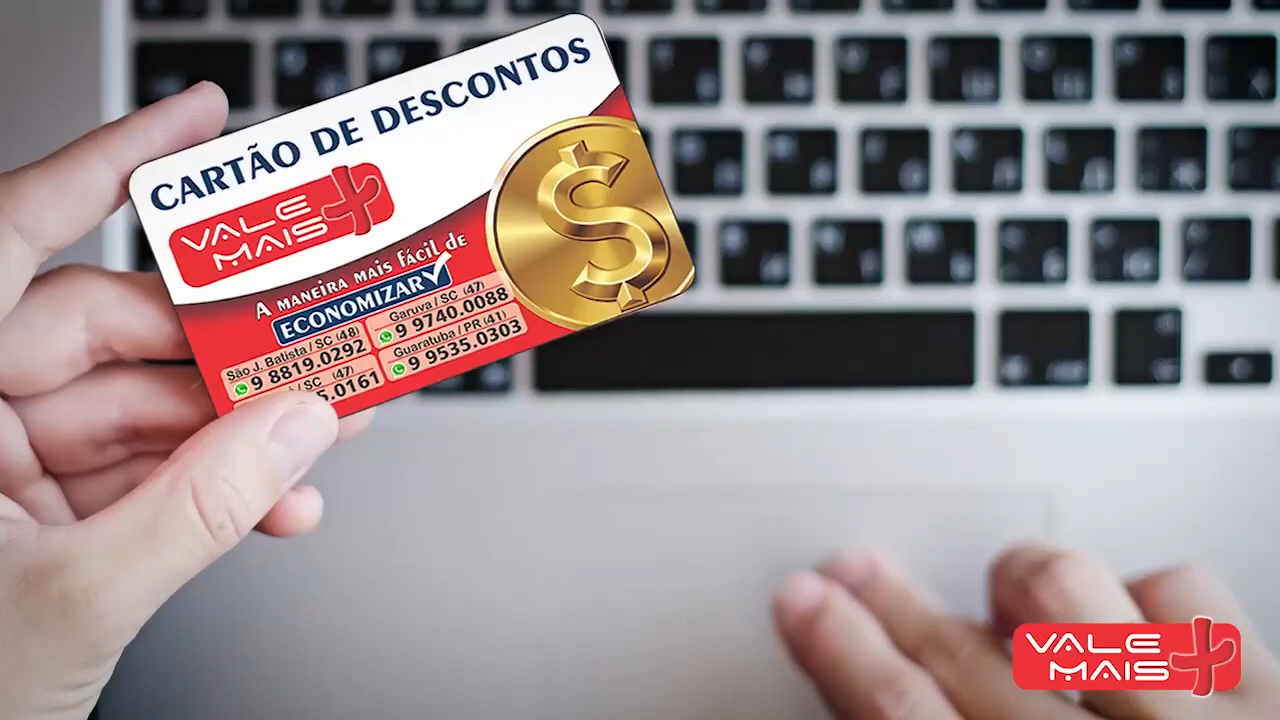 CARTÃO DE DESCONTOS
VALE
MAIS
A MANEIRA MAIS FÁCIL DE
ECONOMIZAR
São J. Batista / SC (48)
9 8819.0292
/ SC (47)
5.0161
Garuva / SC (47)
9 9740.0088
Guaratuba / PR (41)
9 9535.0303
VALE
MAIS